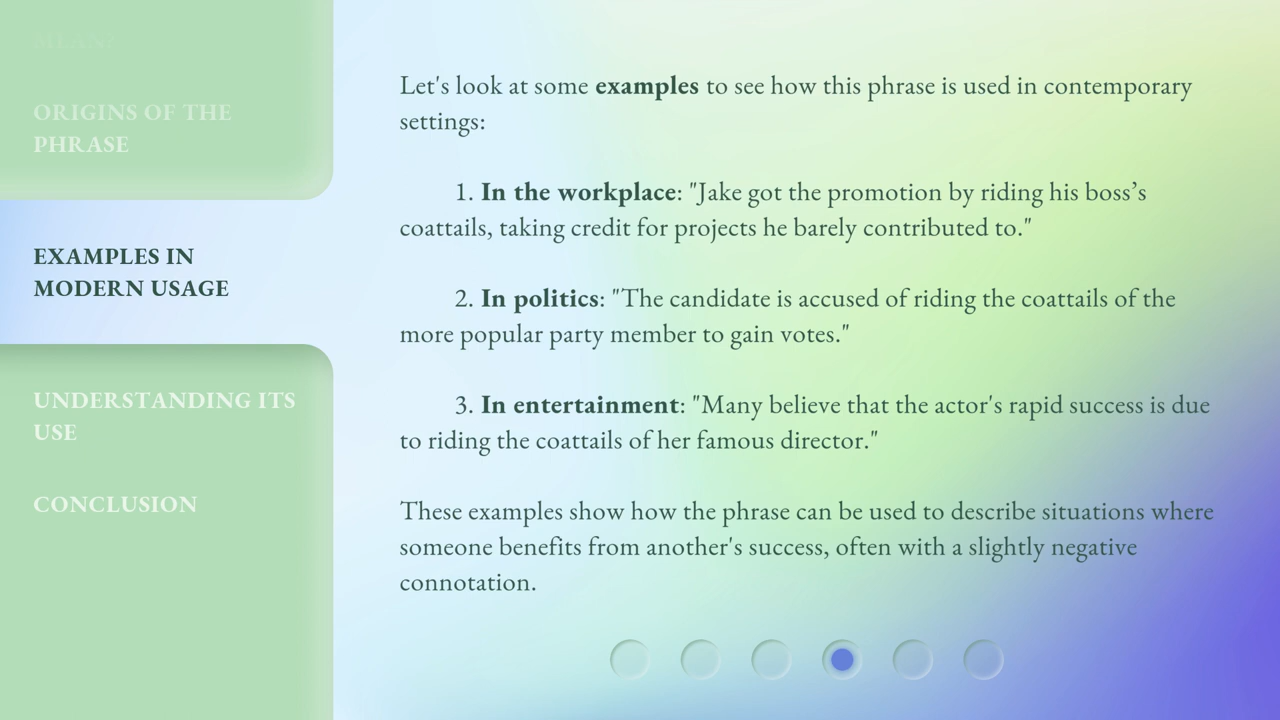 MEAN?
ORIGINS OF THE
PHRASE
EXAMPLES IN
MODERN USAGE
UNDERSTANDING ITS
USE
CONCLUSION
Let's look at some examples to see how this phrase is used in contemporary
settings:
1. In the workplace: "Jake got the promotion by riding his boss’s
coattails, taking credit for projects he barely contributed to."
2. In politics: "The candidate is accused of riding the coattails of the
more popular party member to gain votes."
3. In entertainment: "Many believe that the actor's rapid success is due
to riding the coattails of her famous director."
These examples show how the phrase can be used to describe situations where
someone benefits from another's success, often with a slightly negative
connotation.